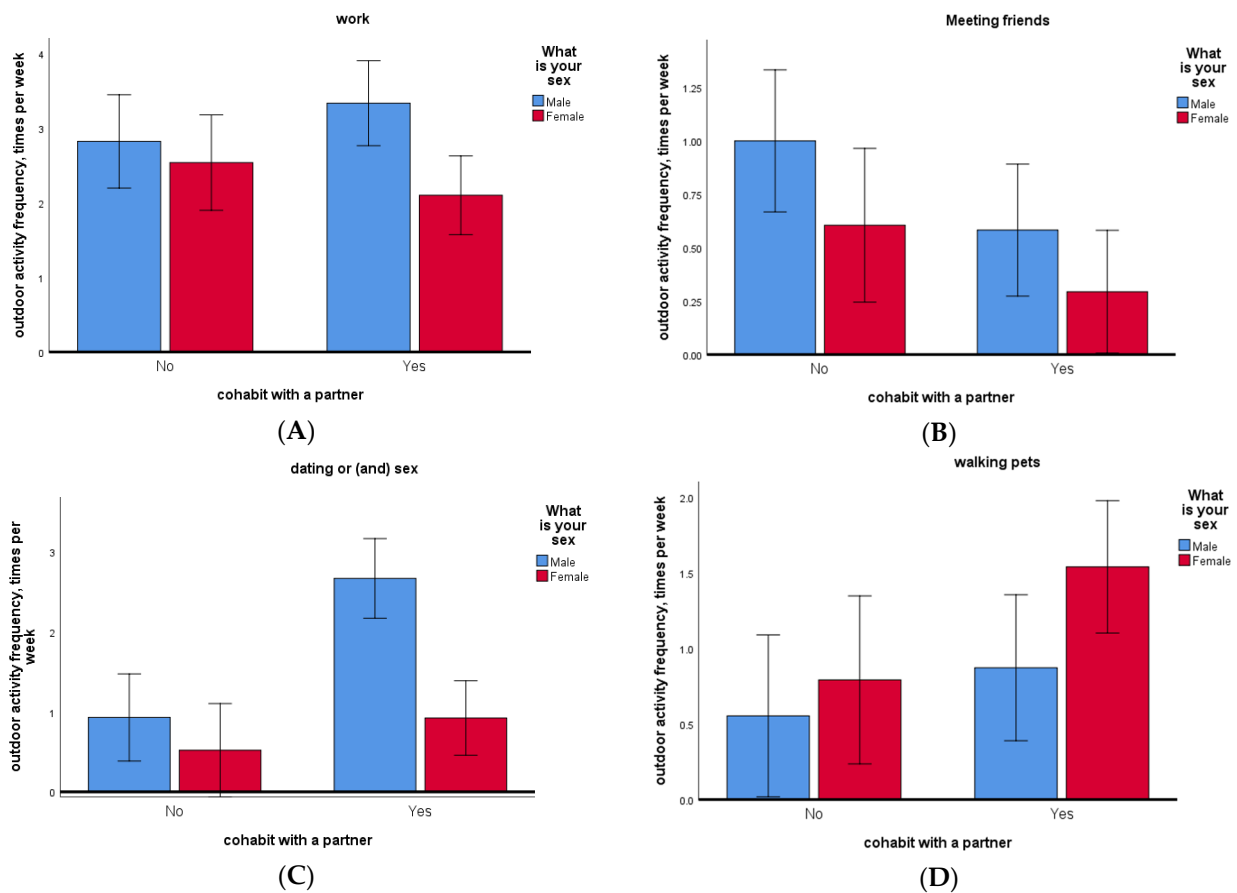 work
outdoor activity frequency, times per week
4
3
2
1
0
No
Yes
cohabit with a partner
What
is your
sex
Male
Female
(A)
Meeting friends
outdoor activity frequency, times per week
1.25
1.00
0.75
0.50
0.25
0.00
No
Yes
cohabit with a partner
What
is your
sex
Male
Female
(B)
dating or (and) sex
outdoor activity frequency, times per
week
3
2
1
0
No
Yes
cohabit with a partner
What
is your
sex
Male
Female
(C)
walking pets
outdoor activity frequency, times per week
2.0
1.5
1.0
0.5
0.0
No
Yes
cohabit with a partner
What
is your
sex
Male
Female
(D)